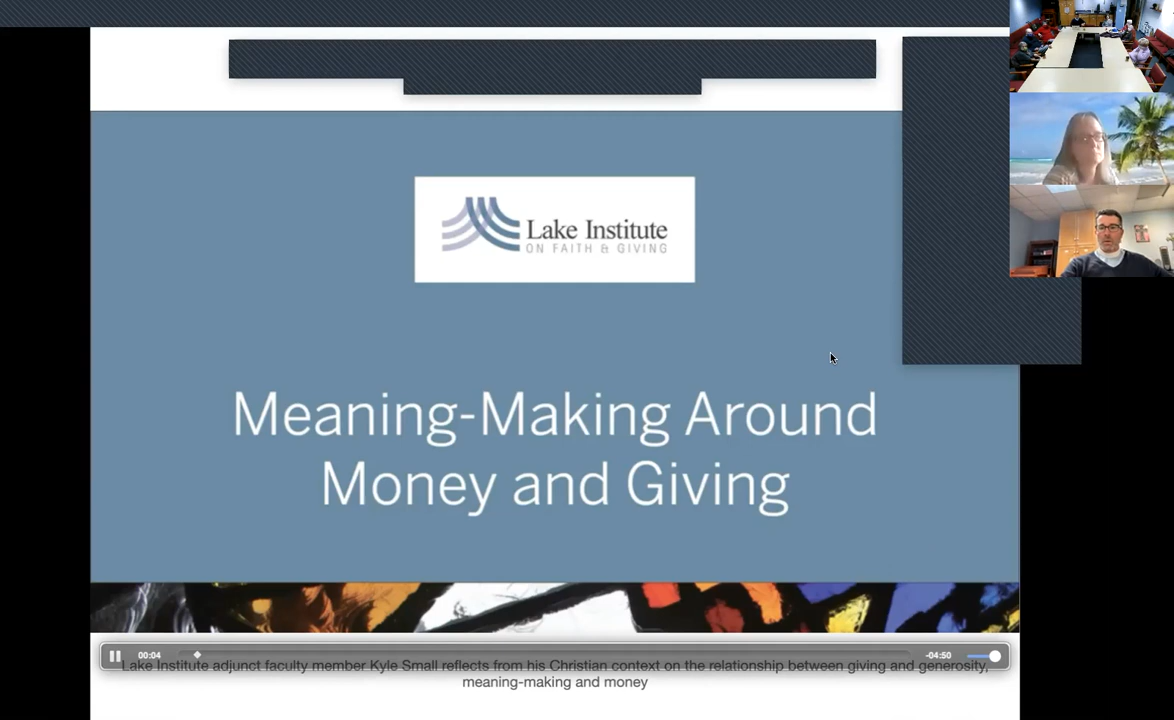 Lake Institute
ON FAITH & GIVING
Meaning-Making Around
Money and Giving
00:04
-04:50
Lake Institute adjunct faculty member Kyle Small reflects from his Christian context on the relationship between giving and generosity,
meaning-making and money